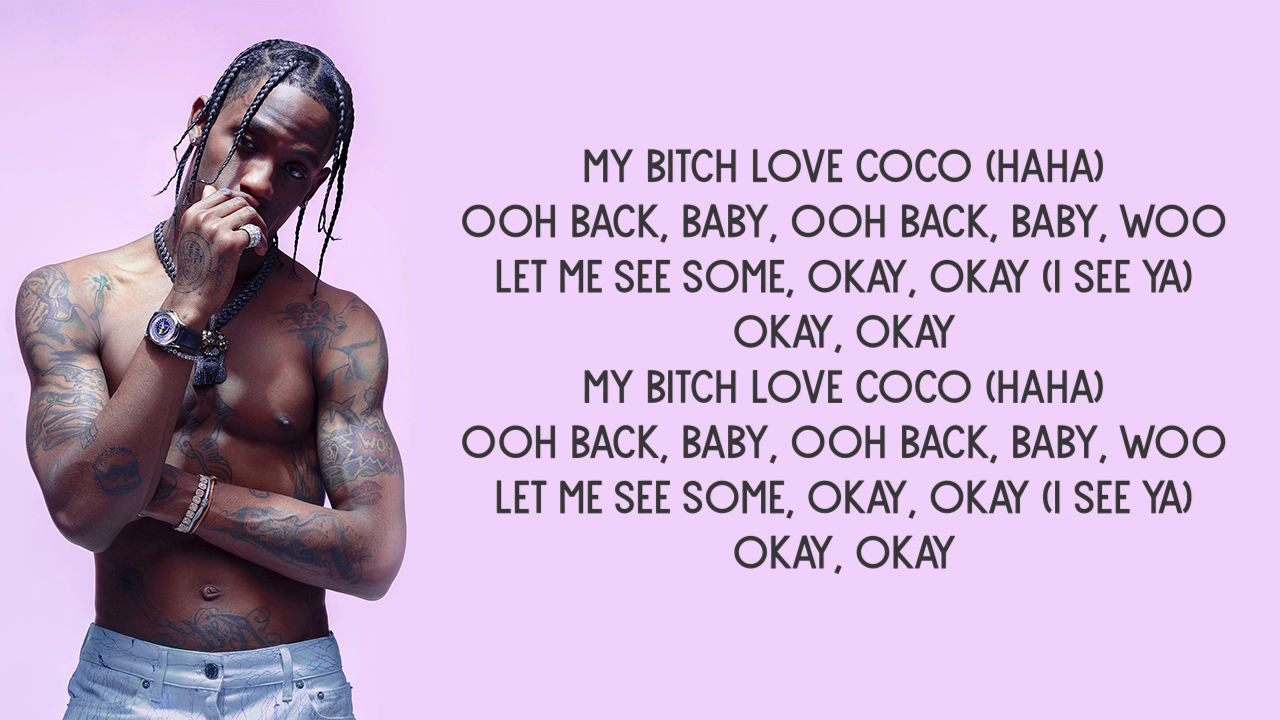 MY BITCH LOVE COCO (HAHA)
OOH BACK, BABY, OOH BACK, BABY, WOO
LET ME SEE SOME, OKAY, OKAY (I SEE YA)
OKAY, OKAY
MY BITCH LOVE COCO (HAHA)
OOH BACK, BABY, OOH BACK, BABY, WOO
LET ME SEE SOME, OKAY, OKAY (I SEE YA)
OKAY, OKAY